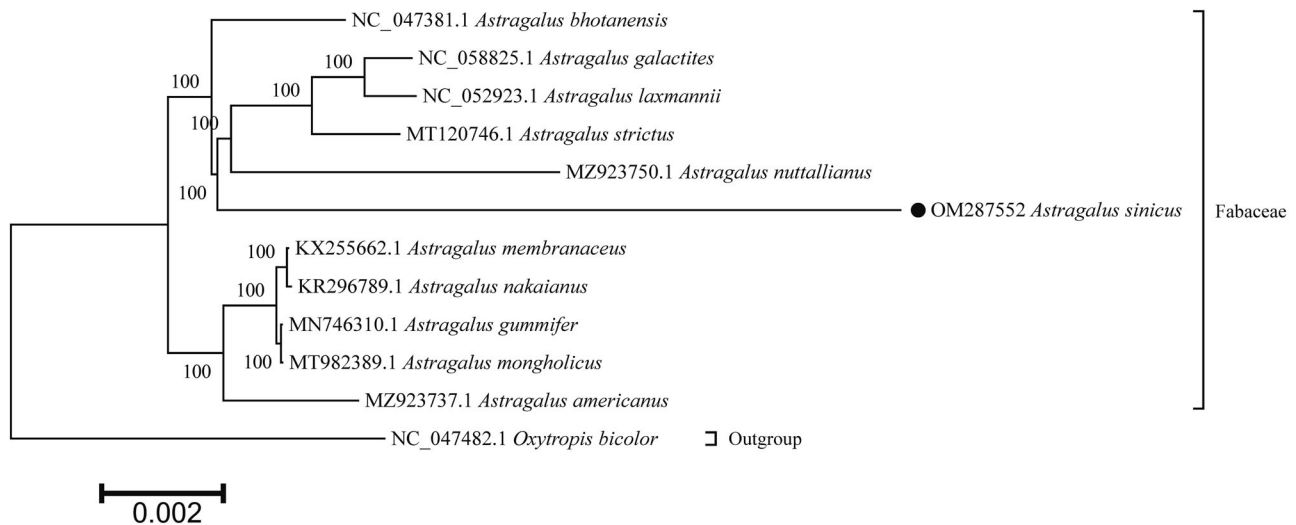 NC_047381.1 Astragalus bhotanensis
100
NC_058825.1 Astragalus galactites
100
100
NC_052923.1 Astragalus laxmannii
100
MT120746.1 Astragalus strictus
MZ923750.1 Astragalus nuttallianus
100
OM287552 Astragalus sinicus
Fabaceae
KX255662.1 Astragalus membranaceus
100
KR296789.1 Astragalus nakaianus
100
MN746310.1 Astragalus gummifer
100
MT982389.1 Astragalus mongholicus
100
MZ923737.1 Astragalus americanus
NC_047482.1 Oxytropis bicolor
Outgroup
0.002